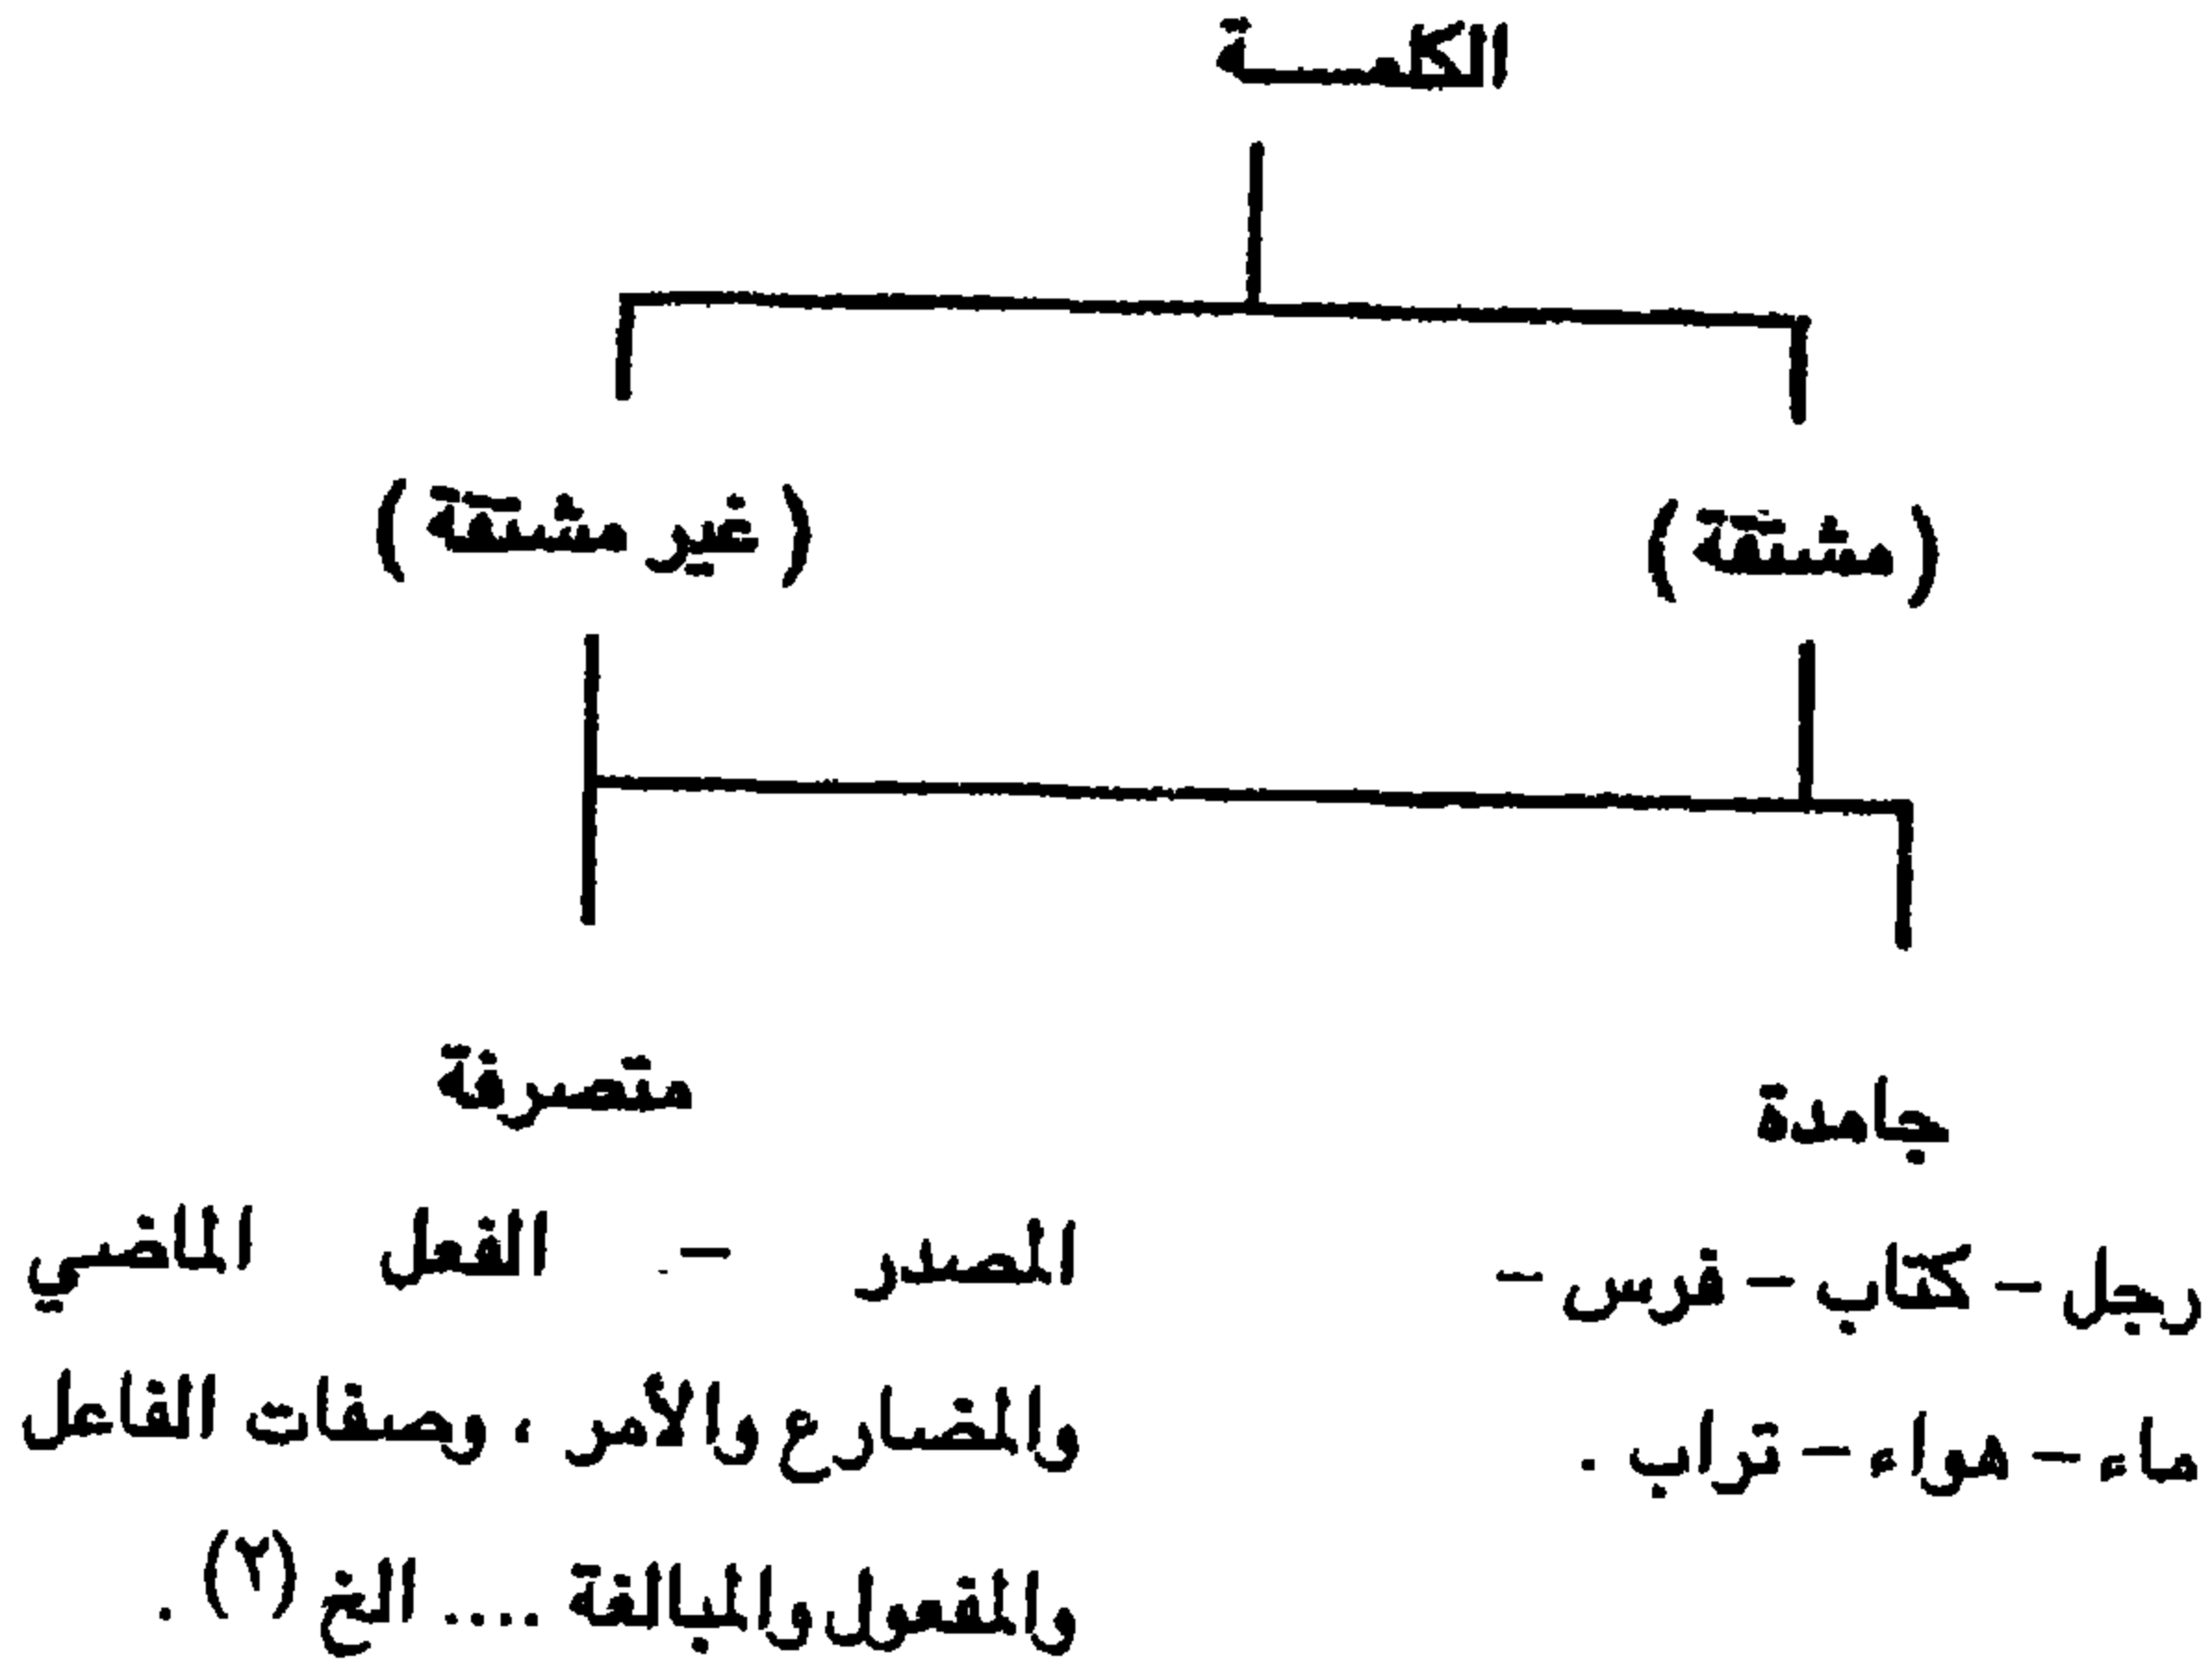 الكلمـــة
(مشتقة)
(غير مشتقة)
جامدة
رجل – كتاب – فرس –
ماء – هواء – تراب .
متصرفة
المصدر – الفعل الماضي
والمضارع والأمر ، وصفات الفاعل
والمفعول والمبالغة .... الخ (٢) .